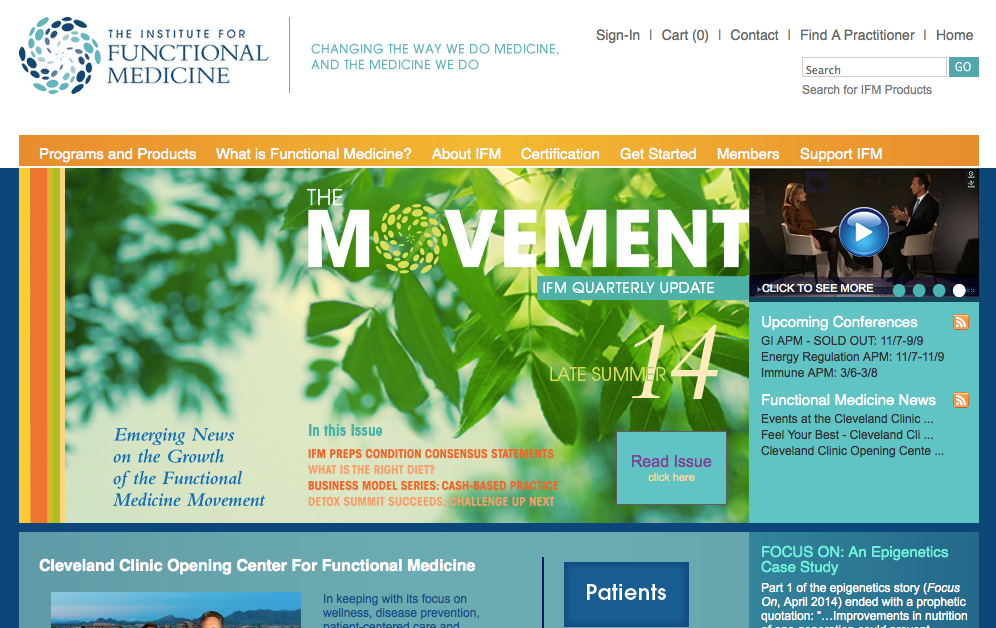 THE INSTITUTE FOR
FUNCTIONAL
MEDICINE
CHANGING THE WAY WE DO MEDICINE,
AND THE MEDICINE WE DO
Sign-In | Cart (0) | Contact | Find A Practitioner | Home
Search
GO
Search for IFM Products
Programs and Products What is Functional Medicine? About IFM Certification Get Started Members Support IFM
THE
MOVEMENT
IFM QUARTERLY UPDATE
LATE SUMMER 14
Emerging News
on the Growth
of the Functional
Medicine Movement
In this Issue
IFM PREPS CONDITION CONSENSUS STATEMENTS
WHAT IS THE RIGHT DIET?
BUSINESS MODEL SERIES: CASH-BASED PRACTICE
DETOX SUMMIT SUCCEEDS; CHALLENGE UP NEXT
Read Issue
click here
CLICK TO SEE MORE
Upcoming Conferences
GI APM - SOLD OUT: 11/7-9/9
Energy Regulation APM: 11/7-11/9
Immune APM: 3/6-3/8
Functional Medicine News
Events at the Cleveland Clinic ...
Feel Your Best - Cleveland Cli ...
Cleveland Clinic Opening Cente ...
Cleveland Clinic Opening Center For Functional Medicine
In keeping with its focus on
wellness, disease prevention,
patient-centered care and
Patients
FOCUS ON: An Epigenetics
Case Study
Part 1 of the epigenetics story (Focus
On, April 2014) ended with a prophetic
quotation: "...improvements in nutrition
of one generation could prevent